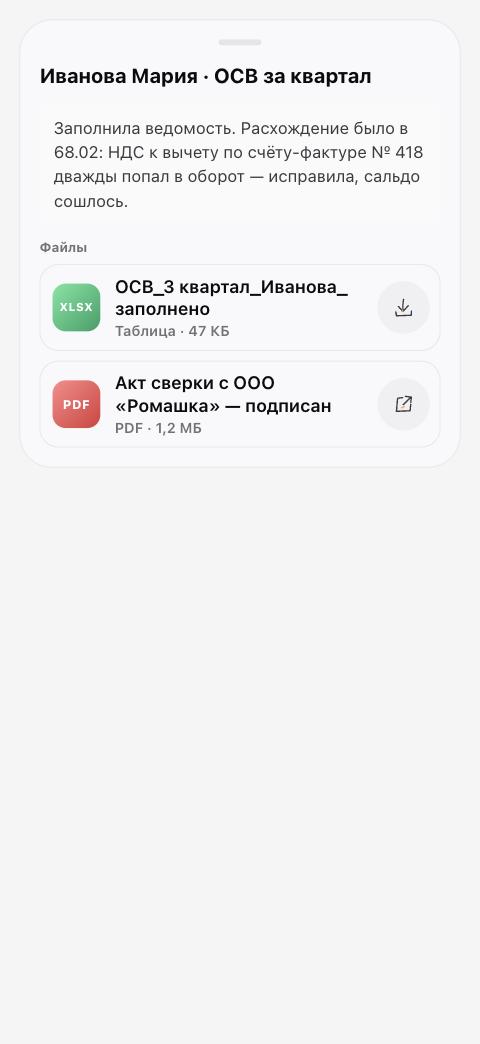 Иванова Мария · ОСВ за квартал
Заполнила ведомость. Расхождение было в
68.02: НДС к вычету по счёту-фактуре № 418
дважды попал в оборот — исправила, сальдо
сошлось.
Файлы
XLSX
ОСВ_3 квартал_Иванова_
заполнено
Таблица · 47 КБ
PDF
Акт сверки с ООО
«Ромашка» — подписан
PDF · 1,2 МБ